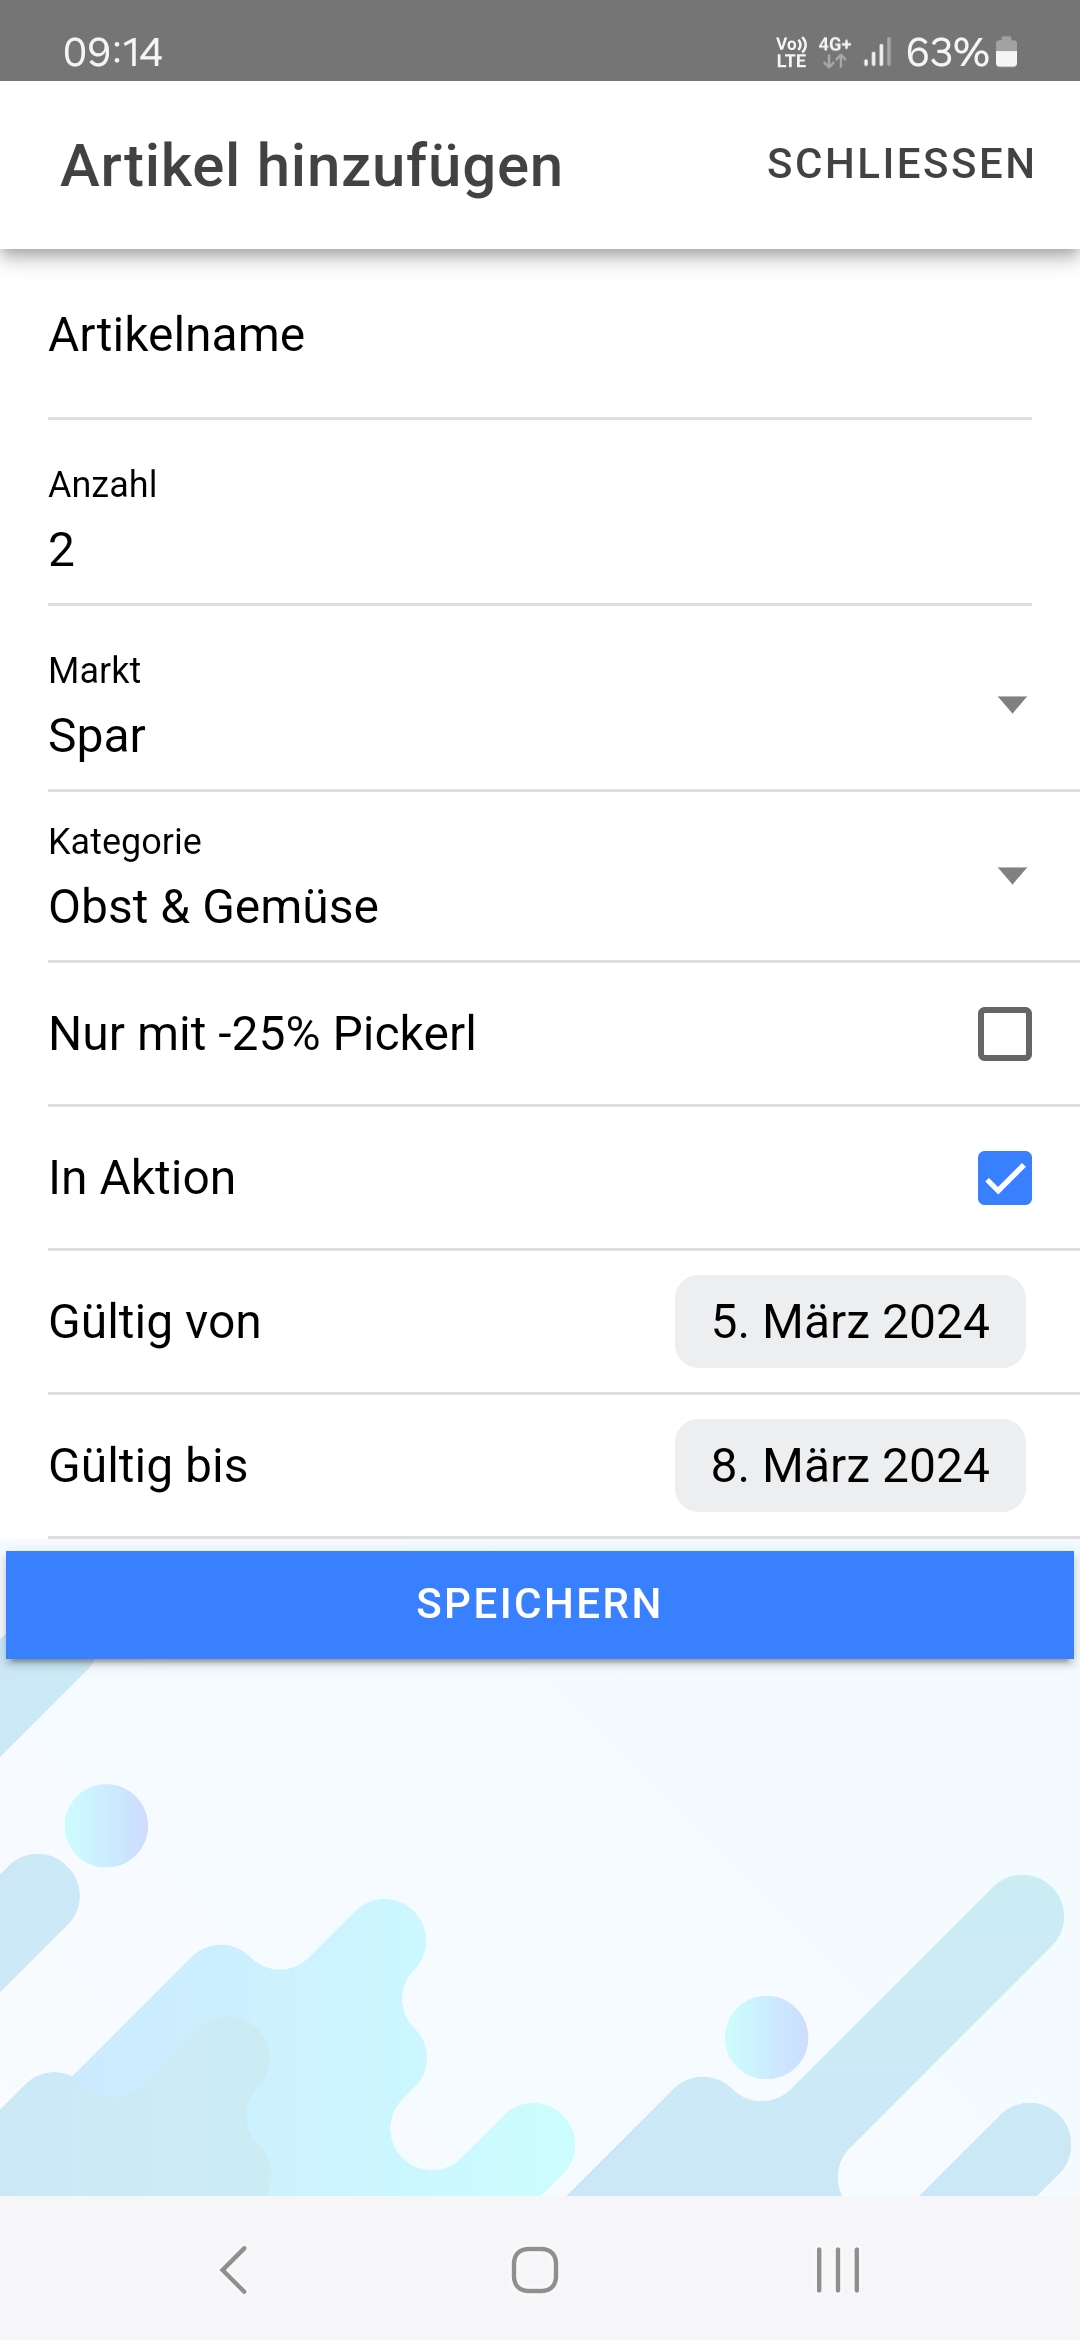 09:14
Vo)) LTE 4G+ 63%
Artikel hinzufügen
SCHLIESSEN
Artikelname
Anzahl
2
Markt
Spar
Kategorie
Obst & Gemüse
Nur mit -25% Pickerl
In Aktion
Gültig von
5. März 2024
Gültig bis
8. März 2024
SPEICHERN